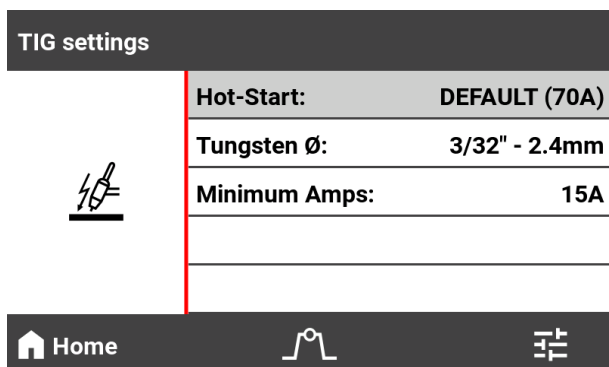 TIG settings
Hot-Start: DEFAULT (70A)
Tungsten Ø: 3/32" - 2.4mm
Minimum Amps: 15A
Home